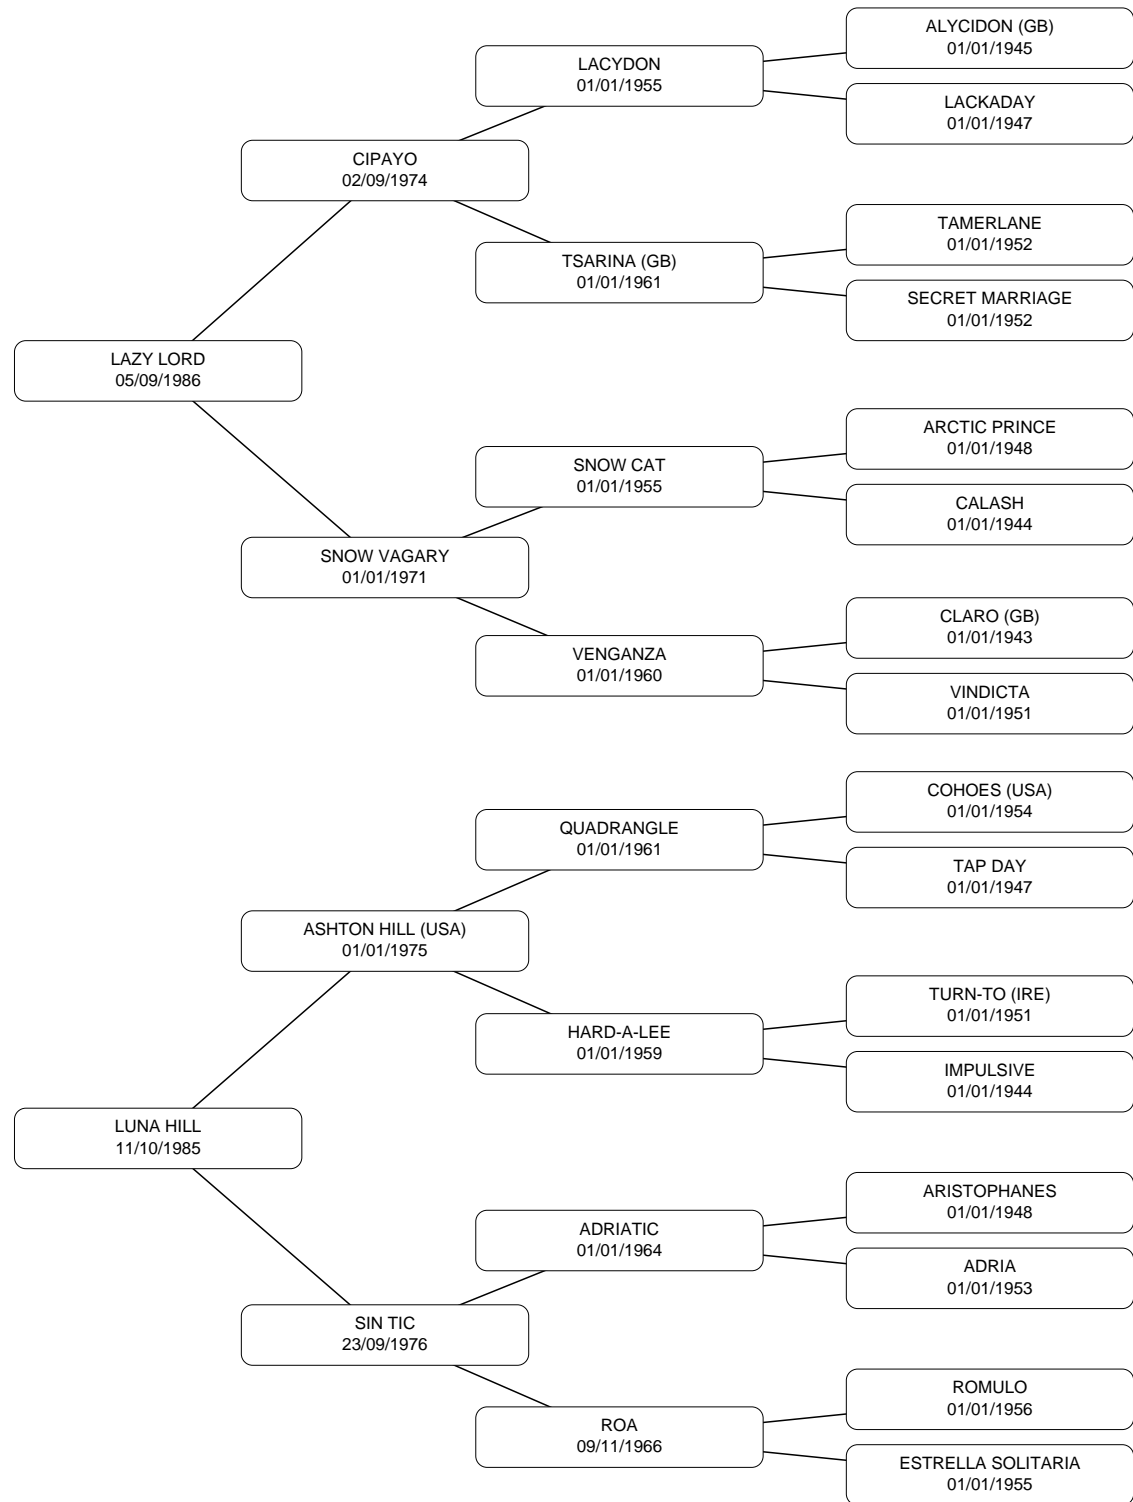 ALYCIDON (GB)
01/01/1945
LACYDON
01/01/1955
LACKADAY
01/01/1947
CIPAYO
02/09/1974
TAMERLANE
01/01/1952
TSARINA (GB)
01/01/1961
SECRET MARRIAGE
01/01/1952
LAZY LORD
05/09/1986
ARCTIC PRINCE
01/01/1948
SNOW CAT
01/01/1955
CALASH
01/01/1944
SNOW VAGARY
01/01/1971
CLARO (GB)
01/01/1943
VENGANZA
01/01/1960
VINDICTA
01/01/1951
COHOES (USA)
01/01/1954
QUADRANGLE
01/01/1961
TAP DAY
01/01/1947
ASHTON HILL (USA)
01/01/1975
TURN-TO (IRE)
01/01/1951
HARD-A-LEE
01/01/1959
IMPULSIVE
01/01/1944
LUNA HILL
11/10/1985
ARISTOPHANES
01/01/1948
ADRIATIC
01/01/1964
ADRIA
01/01/1953
SIN TIC
23/09/1976
ROMULO
01/01/1956
ROA
09/11/1966
ESTRELLA SOLITARIA
01/01/1955